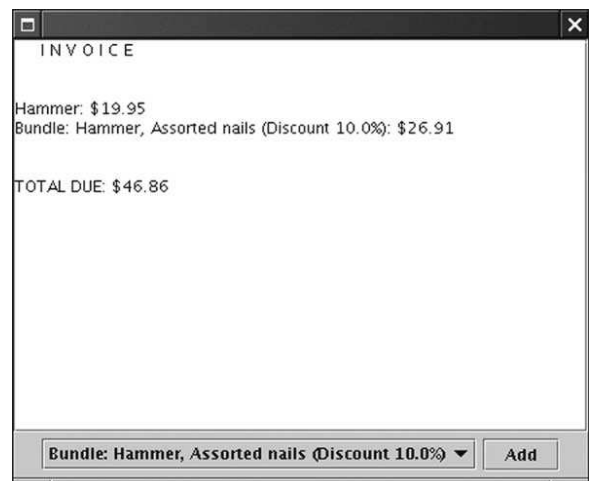 I N V O I C E
Hammer: $19.95
Bundle: Hammer, Assorted nails (Discount 10.0%): $26.91
TOTAL DUE: $46.86
Bundle: Hammer, Assorted nails (Discount 10.0%)
Add